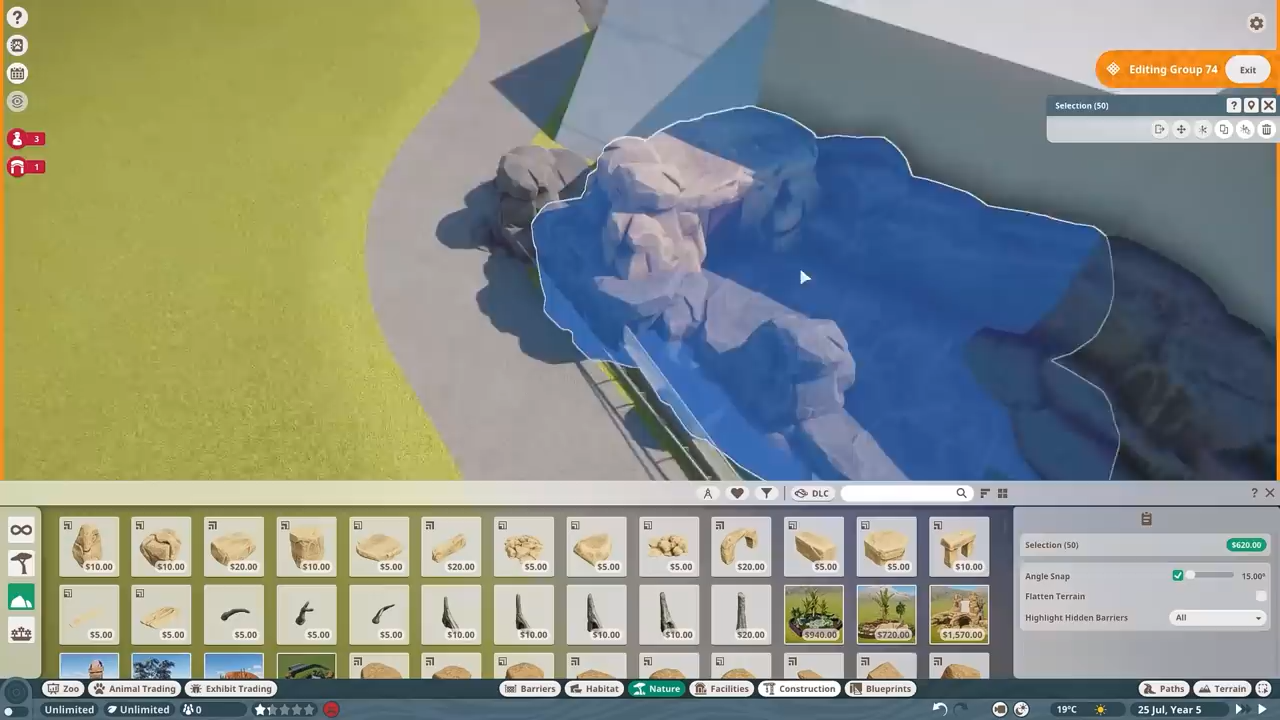 ?
Editing Group 74
Exit
Selection (50)
?
3
1
DLC
?
$10.00 $10.00 $20.00 $10.00 $5.00 $20.00 $5.00 $5.00 $5.00 $20.00 $5.00 $5.00 $10.00
Selection (50) $620.00
Angle Snap 15.00°
Flatten Terrain
Highlight Hidden Barriers All
$5.00 $5.00 $5.00 $5.00 $5.00 $10.00 $10.00 $10.00 $10.00 $20.00 $940.00 $720.00 $1,570.00
Zoo Animal Trading Exhibit Trading Barriers Habitat Nature Facilities Construction Blueprints Paths Terrain
Unlimited Unlimited 0 19°C 25 Jul, Year 5